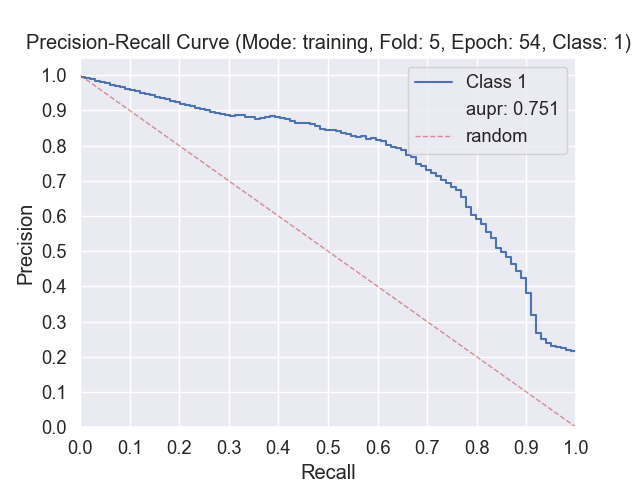 Precision-Recall Curve (Mode: training, Fold: 5, Epoch: 54, Class: 1)
1.0
0.9
0.8
0.7
0.6
0.5
0.4
0.3
0.2
0.1
0.0
Precision
Class 1
aupr: 0.751
random
0.0 0.1 0.2 0.3 0.4 0.5 0.6 0.7 0.8 0.9 1.0
Recall